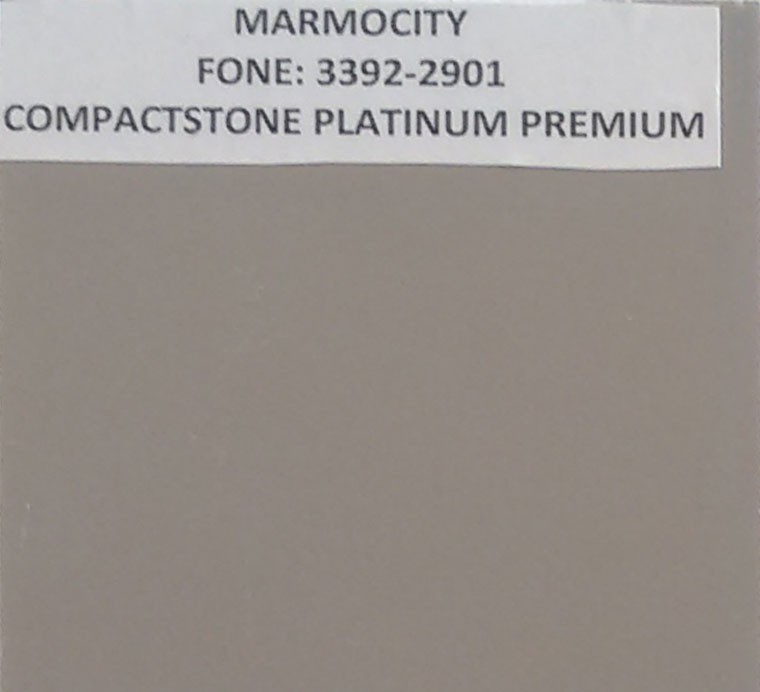 MARMOCITY
FONE: 3392-2901
COMPACTSTONE PLATINUM PREMIUM